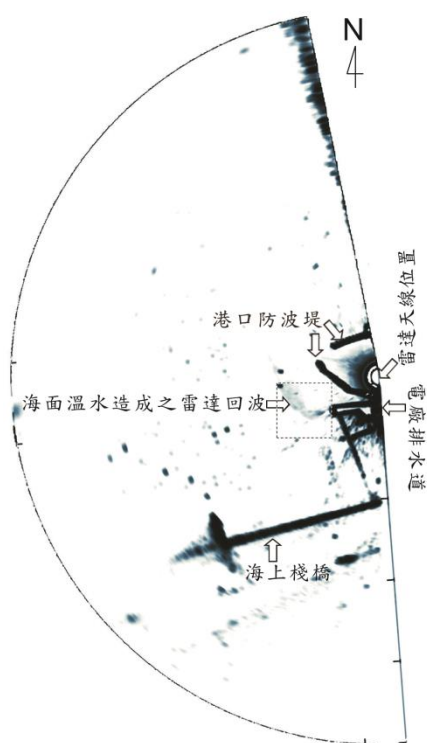 N
港口防波堤
雷達天線位置
海面溫水造成之雷達回波
電廠排水道
海上棧橋